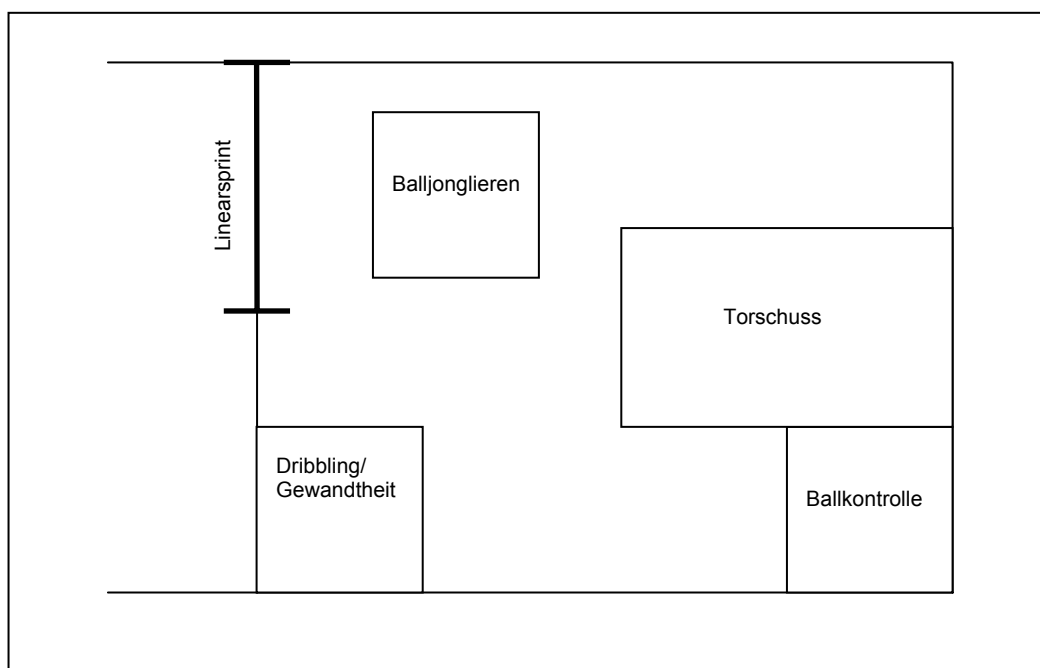 Linearsprint
Balljonglieren
Torschuss
Dribbling/
Gewandtheit
Ballkontrolle